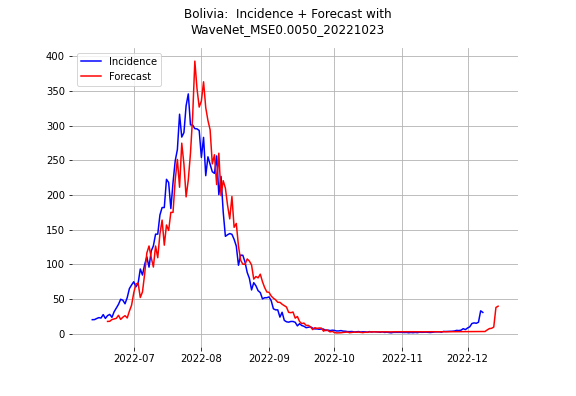 Bolivia:  Incidence + Forecast with
WaveNet_MSE0.0050_20221023
Incidence
Forecast
400
350
300
250
200
150
100
50
0
2022-07 2022-08 2022-09 2022-10 2022-11 2022-12